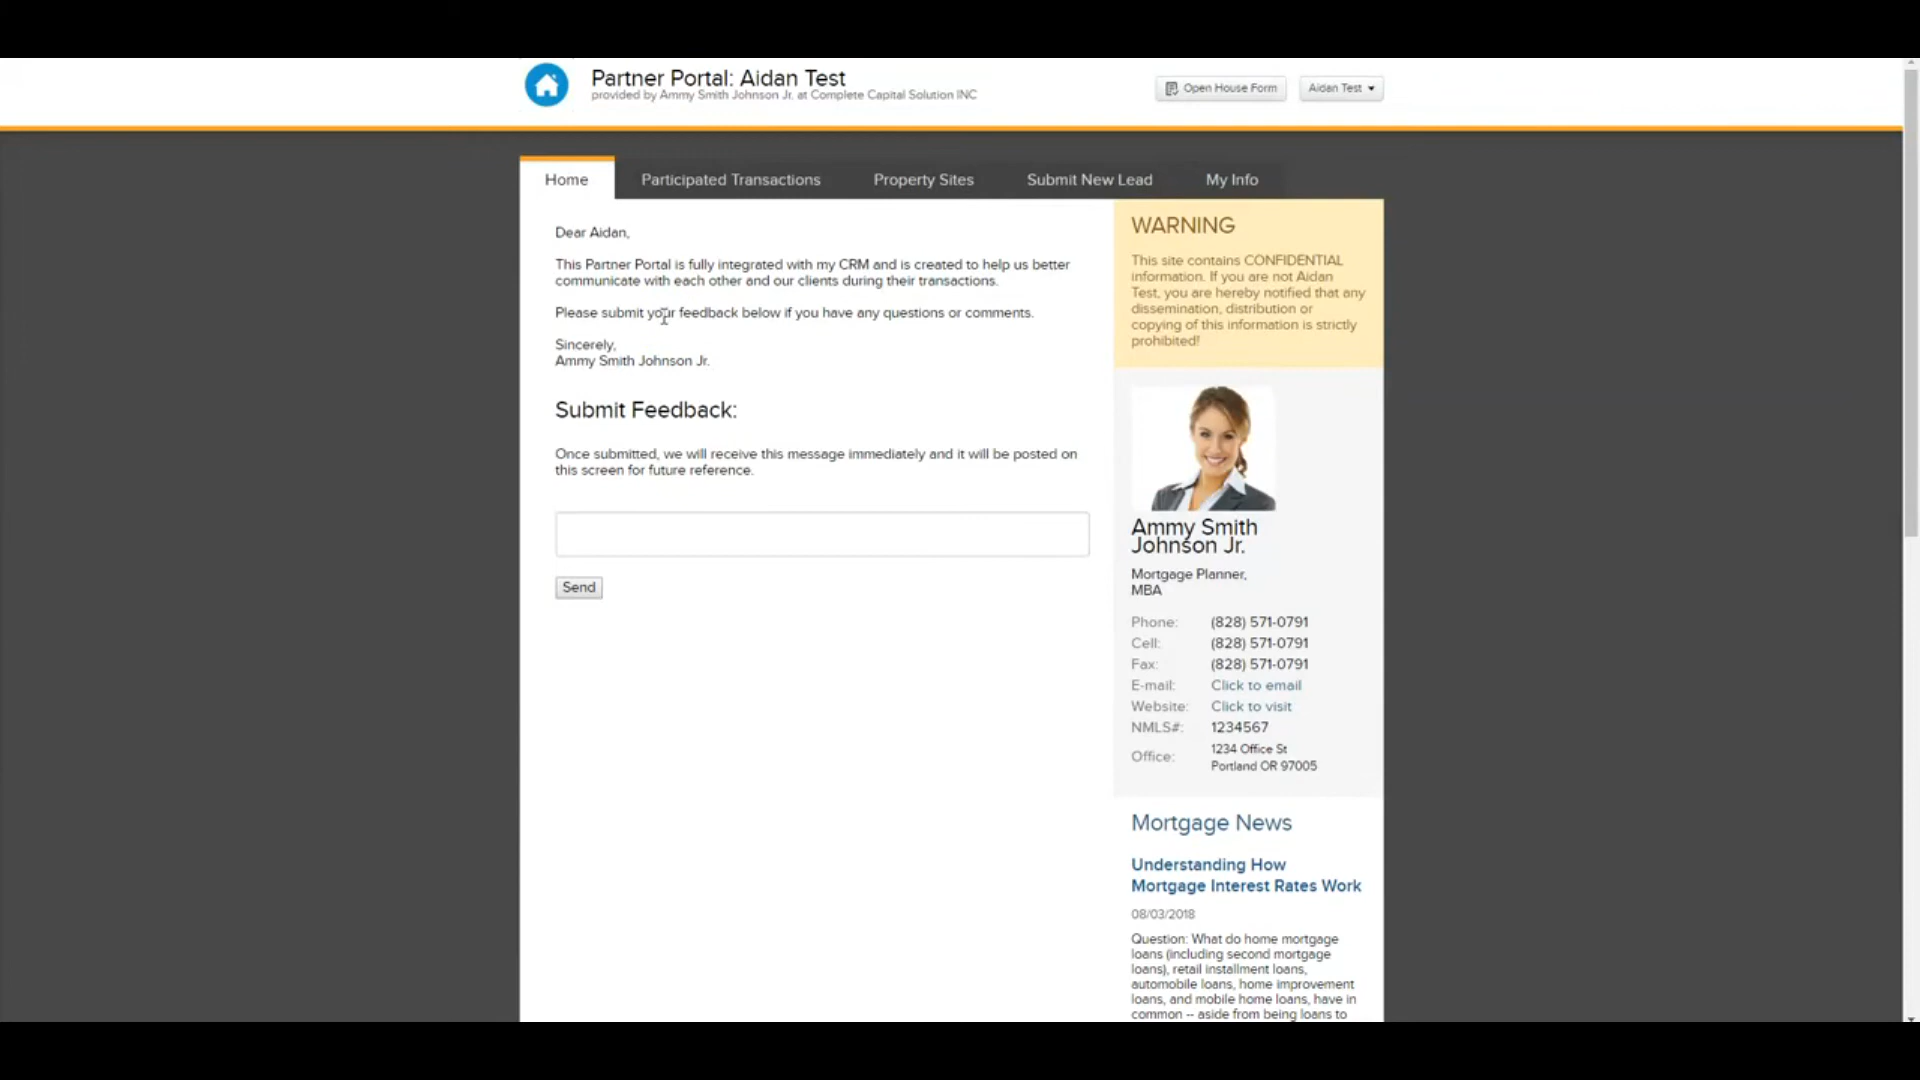 Partner Portal: Aidan Test
provided by Ammy Smith Johnson Jr. at Complete Capital Solution INC
Open House Form
Aidan Test
Home
Participated Transactions
Property Sites
Submit New Lead
My Info
Dear Aidan,
This Partner Portal is fully integrated with my CRM and is created to help us better
communicate with each other and our clients during their transactions.
Please submit your feedback below if you have any questions or comments.
Sincerely,
Ammy Smith Johnson Jr.
Submit Feedback:
Once submitted, we will receive this message immediately and it will be posted on
this screen for future reference.
Send
WARNING
This site contains CONFIDENTIAL
information. If you are not Aidan
Test, you are hereby notified that any
dissemination, distribution or
copying of this information is strictly
prohibited!
Ammy Smith
Johnson Jr.
Mortgage Planner,
MBA
Phone: (828) 571-0791
Cell: (828) 571-0791
Fax: (828) 571-0791
E-mail: Click to email
Website: Click to visit
NMLS#: 1234567
Office: 1234 Office St
Portland OR 97005
Mortgage News
Understanding How
Mortgage Interest Rates Work
08/03/2018
Question: What do home mortgage
loans (including second mortgage
loans), retail installment loans,
automobile loans, home improvement
loans, and mobile home loans, have in
common -- aside from being loans to